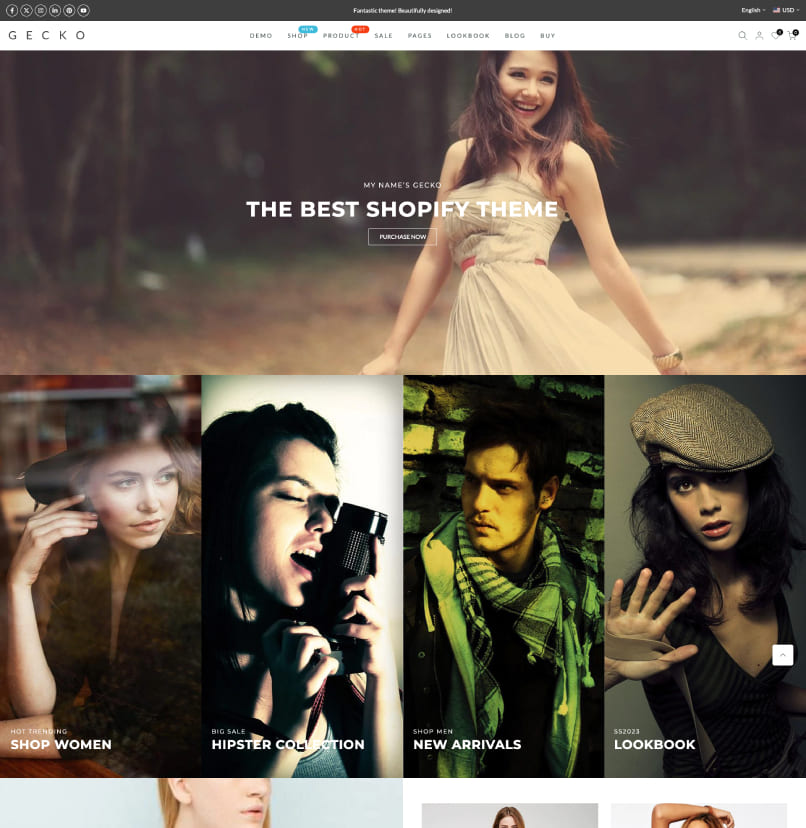 Fantastic theme! Beautifully designed!
English
USD
GECKO
DEMO
SHOP
NEW
PRODUCT
HOT
SALE
PAGES
LOOKBOOK
BLOG
BUY
0
0
MY NAME'S GECKO
THE BEST SHOPIFY THEME
PURCHASE NOW
HOT TRENDING
SHOP WOMEN
BIG SALE
HIPSTER COLLECTION
SHOP MEN
NEW ARRIVALS
SS2023
LOOKBOOK